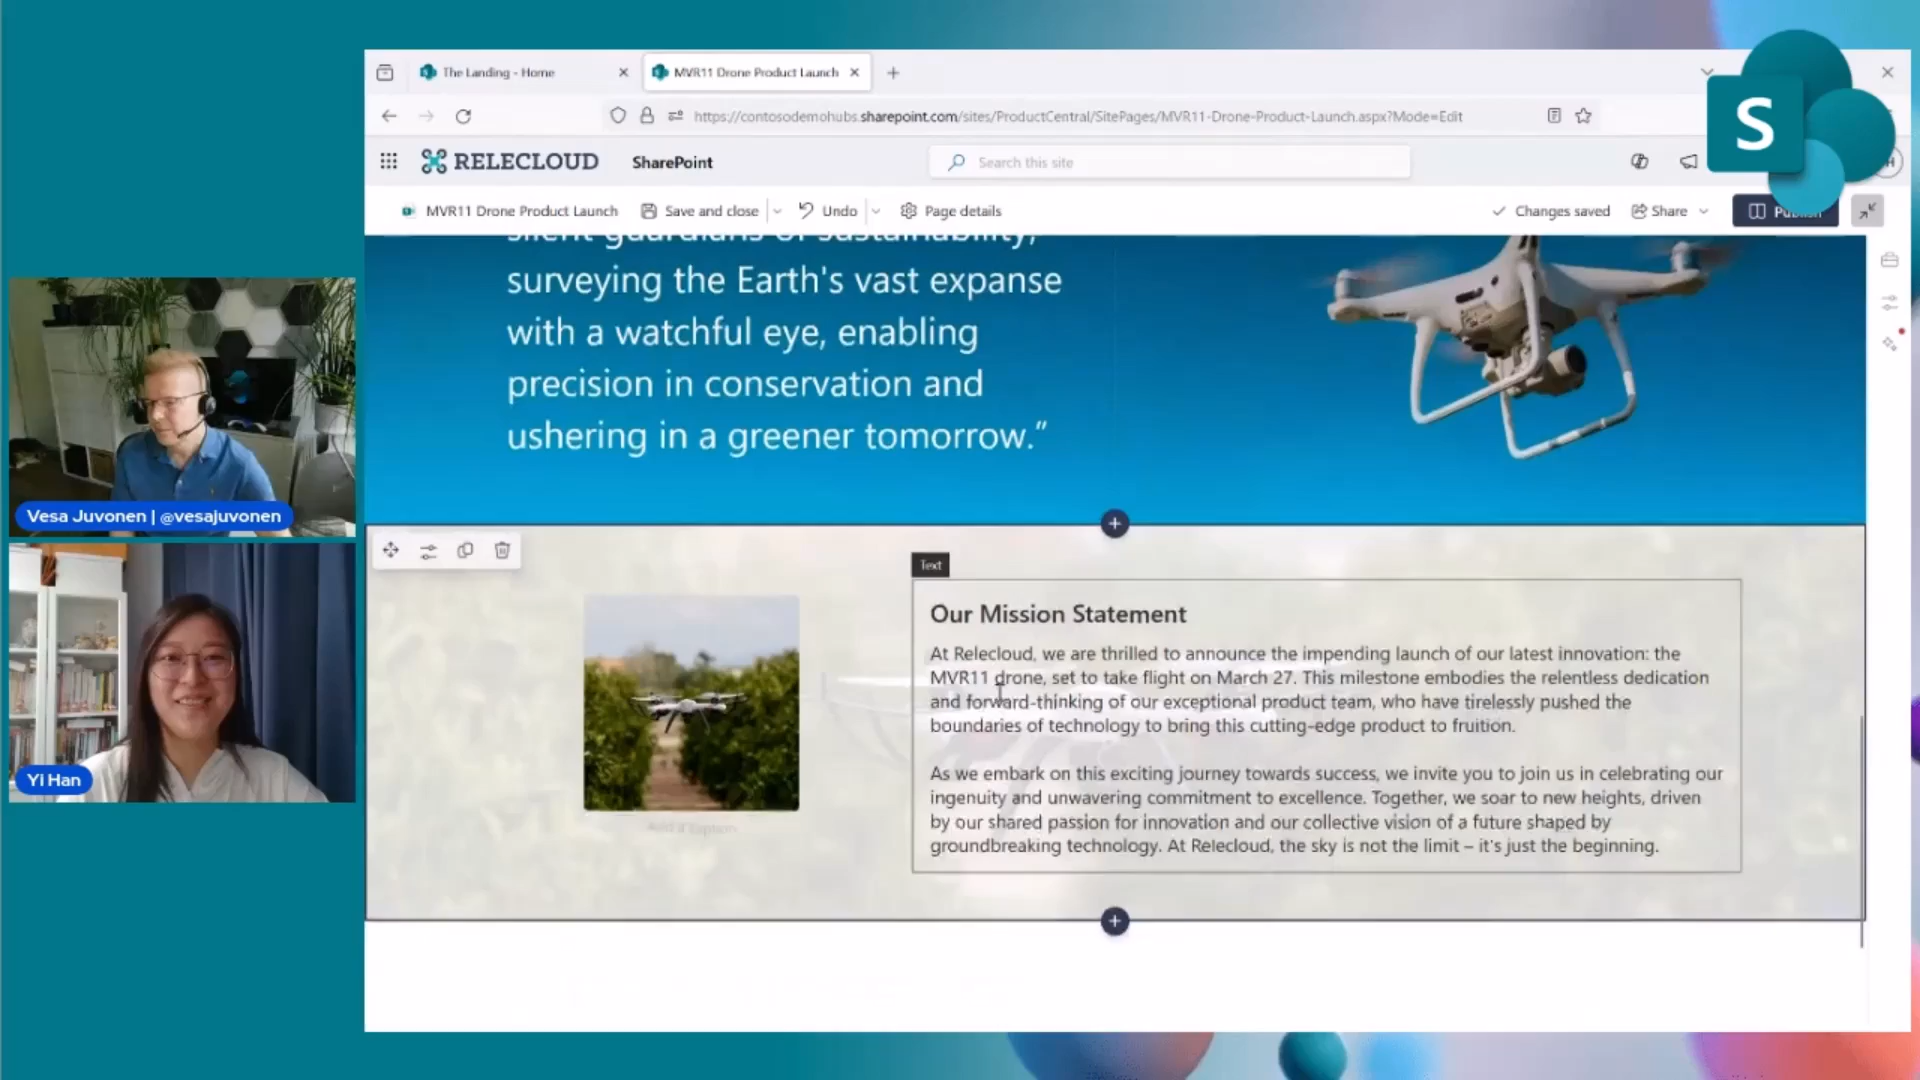 The Landing - Home
MVR11 Drone Product Launch
https://contosodemohubs.sharepoint.com/sites/ProductCentral/SitePages/MVR11-Drone-Product-Launch.aspx?Mode=Edit
RELECLOUD
SharePoint
Search this site
S
MVR11 Drone Product Launch
Save and close
Undo
Page details
Changes saved
Share
silent guardians of sustainability,
surveying the Earth's vast expanse
with a watchful eye, enabling
precision in conservation and
ushering in a greener tomorrow.”
Text
Our Mission Statement
At Relecloud, we are thrilled to announce the impending launch of our latest innovation: the
MVR11 drone, set to take flight on March 27. This milestone embodies the relentless dedication
and forward-thinking of our exceptional product team, who have tirelessly pushed the
boundaries of technology to bring this cutting-edge product to fruition.
As we embark on this exciting journey towards success, we invite you to join us in celebrating our
ingenuity and unwavering commitment to excellence. Together, we soar to new heights, driven
by our shared passion for innovation and our collective vision of a future shaped by
groundbreaking technology. At Relecloud, the sky is not the limit – it's just the beginning.
Vesa Juvonen | @vesajuvonen
Yi Han